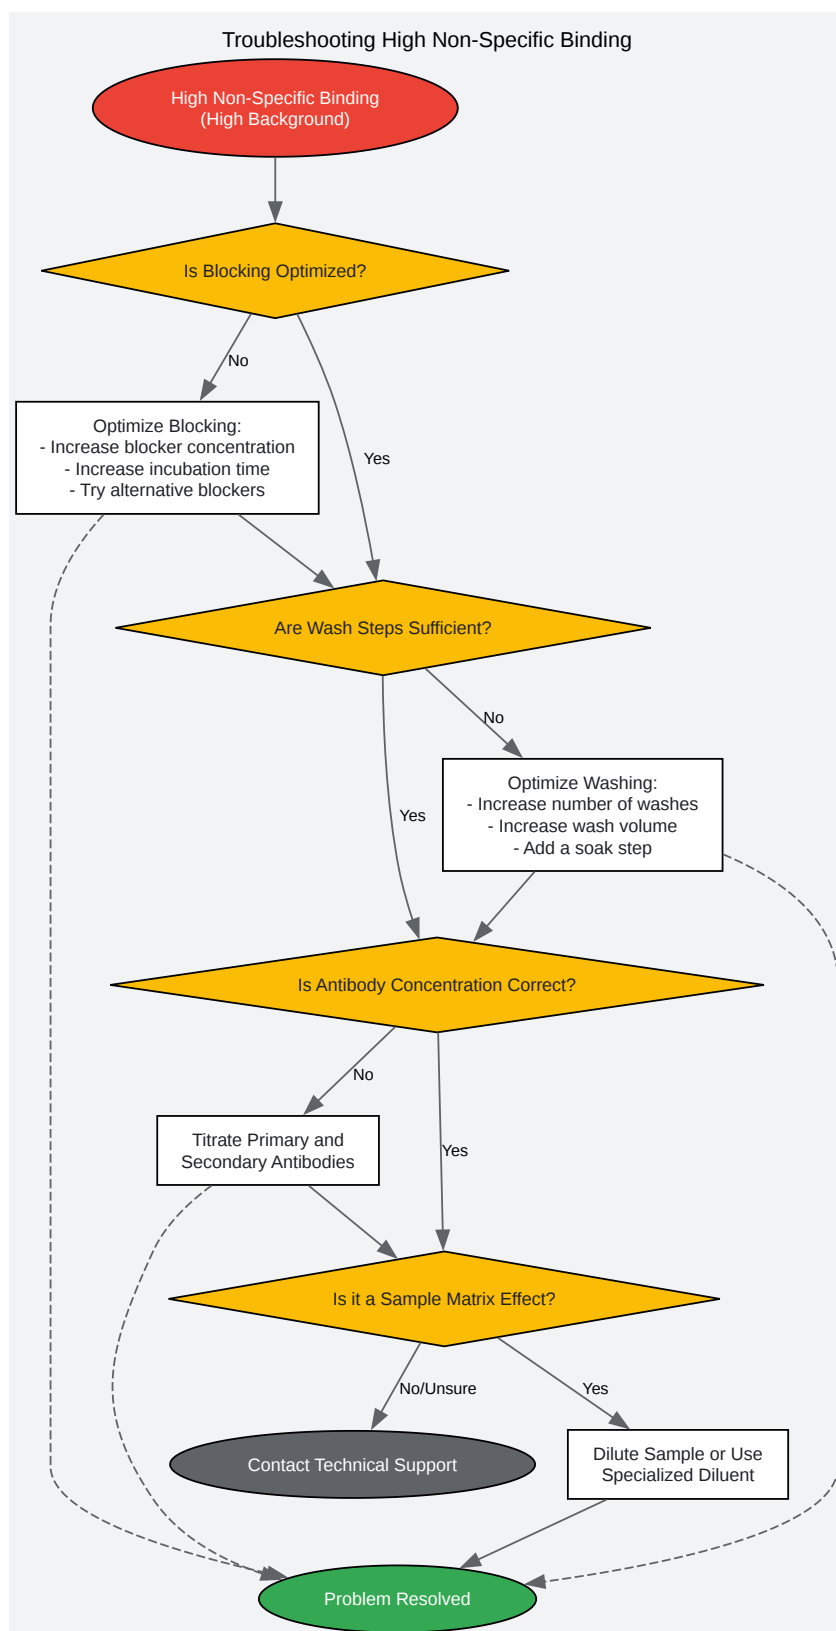 Troubleshooting High Non-Specific Binding
High Non-Specific Binding
(High Background)
Is Blocking Optimized?
No
Optimize Blocking:
- Increase blocker concentration
- Increase incubation time
- Try alternative blockers
Yes
Are Wash Steps Sufficient?
No
Optimize Washing:
- Increase number of washes
- Increase wash volume
- Add a soak step
Yes
Is Antibody Concentration Correct?
No
Titrate Primary and
Secondary Antibodies
Yes
Is it a Sample Matrix Effect?
No/Unsure
Yes
Contact Technical Support
Dilute Sample or Use
Specialized Diluent
Problem Resolved